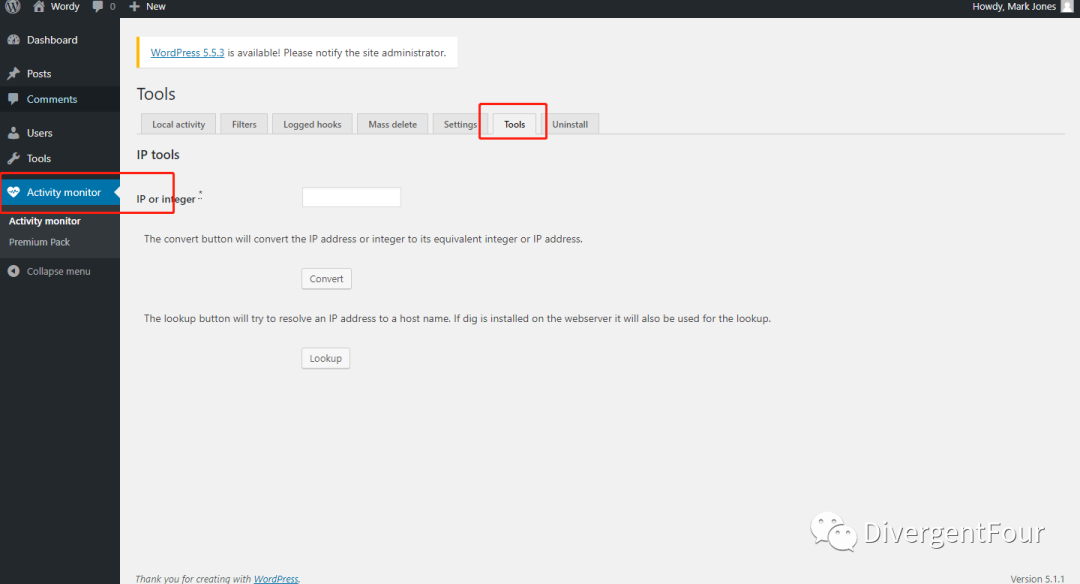 Wordy 0 New Howdy, Mark Jones
Dashboard
Posts
Comments
Users
Tools
Activity monitor
Activity monitor
Premium Pack
Collapse menu
WordPress 5.5.3 is available! Please notify the site administrator.
Tools
Local activity Filters Logged hooks Mass delete Settings Tools Uninstall
IP tools
IP or integer *
The convert button will convert the IP address or integer to its equivalent integer or IP address.
Convert
The lookup button will try to resolve an IP address to a host name. If dig is installed on the webserver it will also be used for the lookup.
Lookup
DivergentFour
Thank you for creating with WordPress. Version 5.1.1